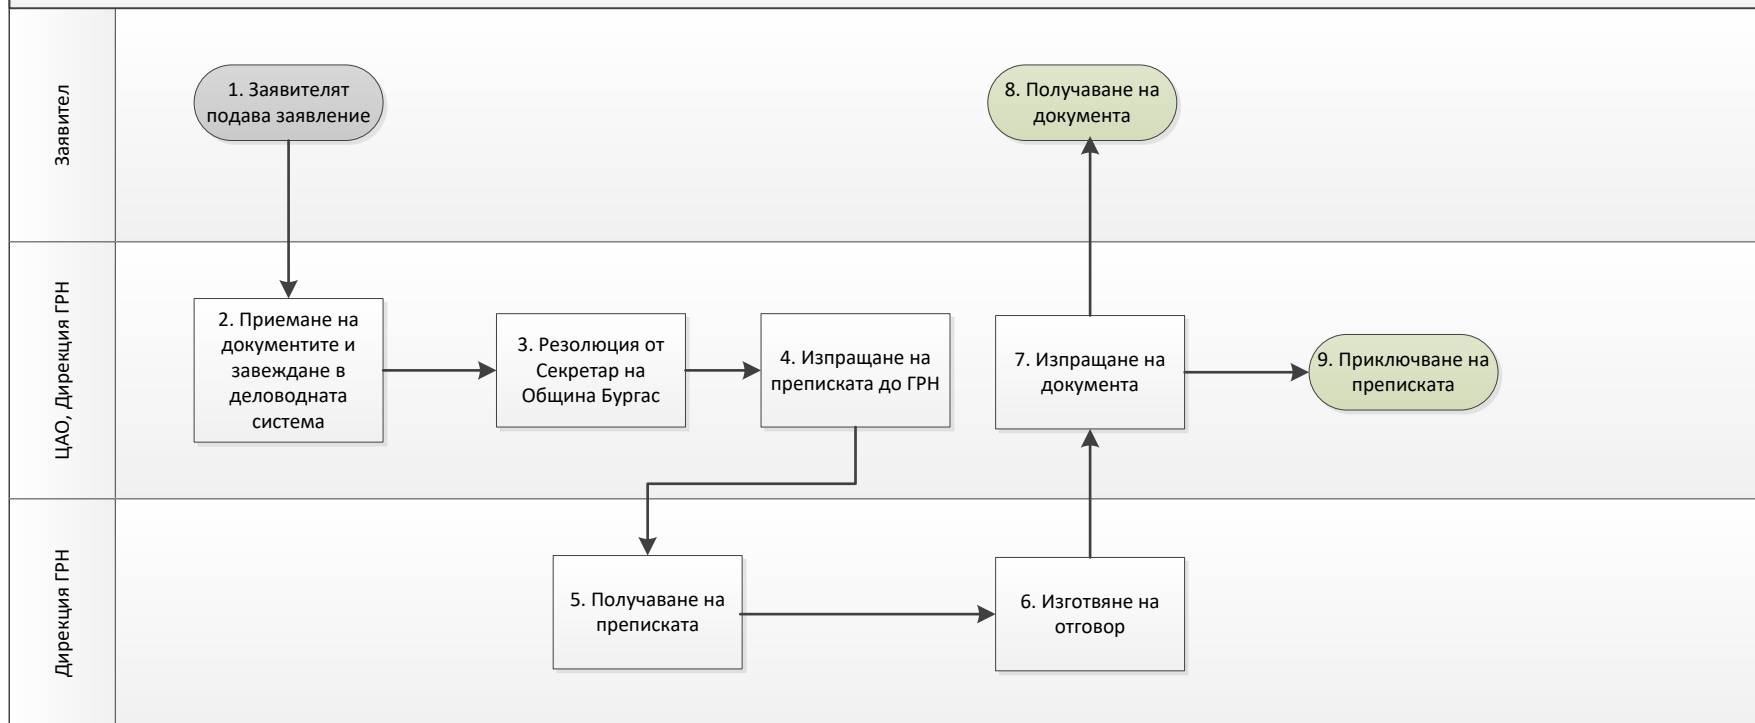 Заявител
1. Заявителят
подава заявление
8. Получаване на
документа
ЦАО, Дирекция ГРН
2. Приемане на
документите и
завеждане в
деловодната
система
3. Резолюция от
Секретар на
Община Бургас
4. Изпращане на
преписката до ГРН
7. Изпращане на
документа
9. Приключване на
преписката
Дирекция ГРН
5. Получаване на
преписката
6. Изготвяне на
отговор